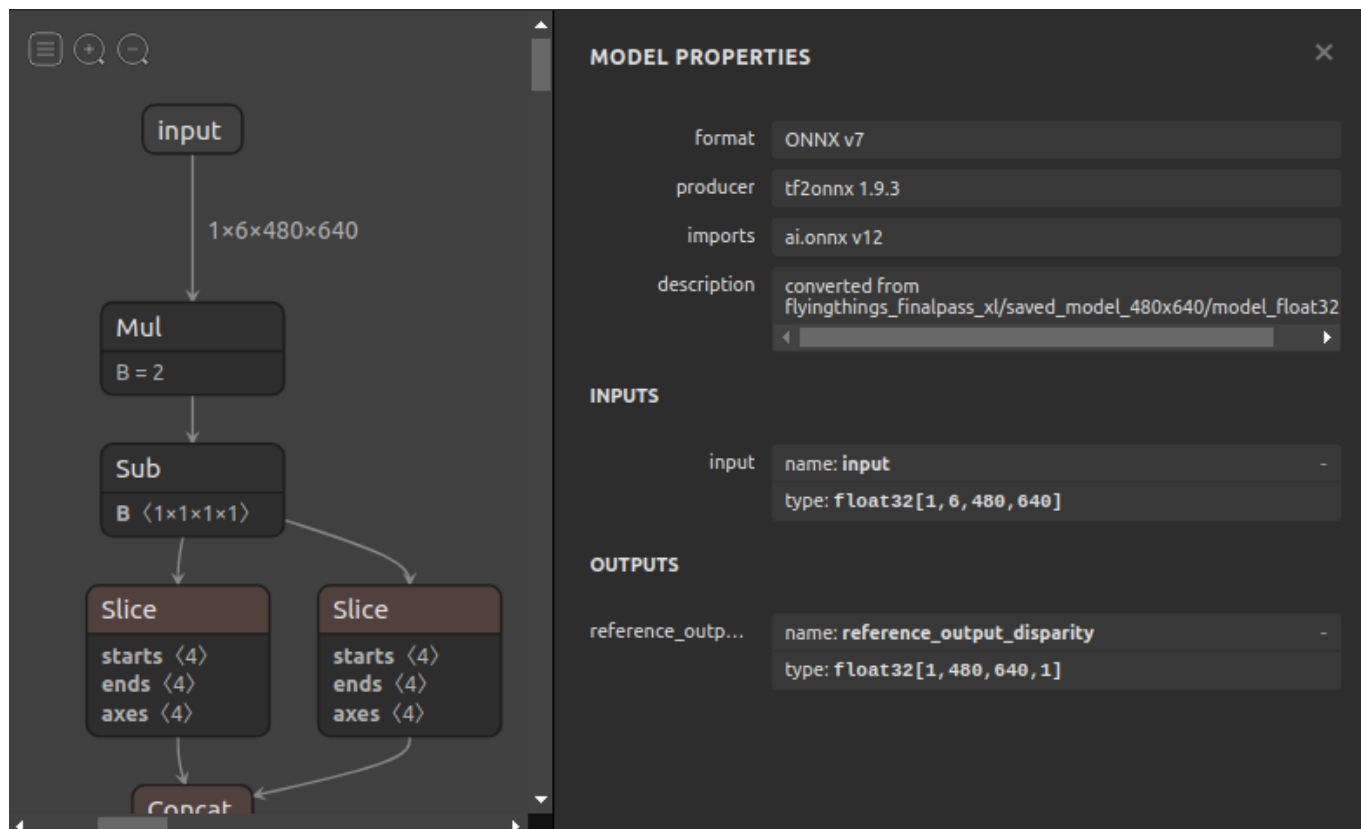 input
1×6×480×640
Mul
B = 2
Sub
B 〈1×1×1×1〉
Slice
starts 〈4〉
ends 〈4〉
axes 〈4〉
Slice
starts 〈4〉
ends 〈4〉
axes 〈4〉
Concat
MODEL PROPERTIES
×
format ONNX v7
producer tf2onnx 1.9.3
imports ai.onnx v12
description converted from
flyingthings_finalpass_xl/saved_model_480x640/model_float32
INPUTS
input name: input -
type: float32[1,6,480,640]
OUTPUTS
reference_outp... name: reference_output_disparity -
type: float32[1,480,640,1]